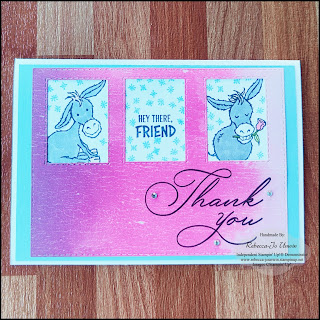 HEY THERE,
FRIEND
Thank
you
Handmade By
Rebecca-Jo Unwin
Independent Stampin' Up!® Demonstrator